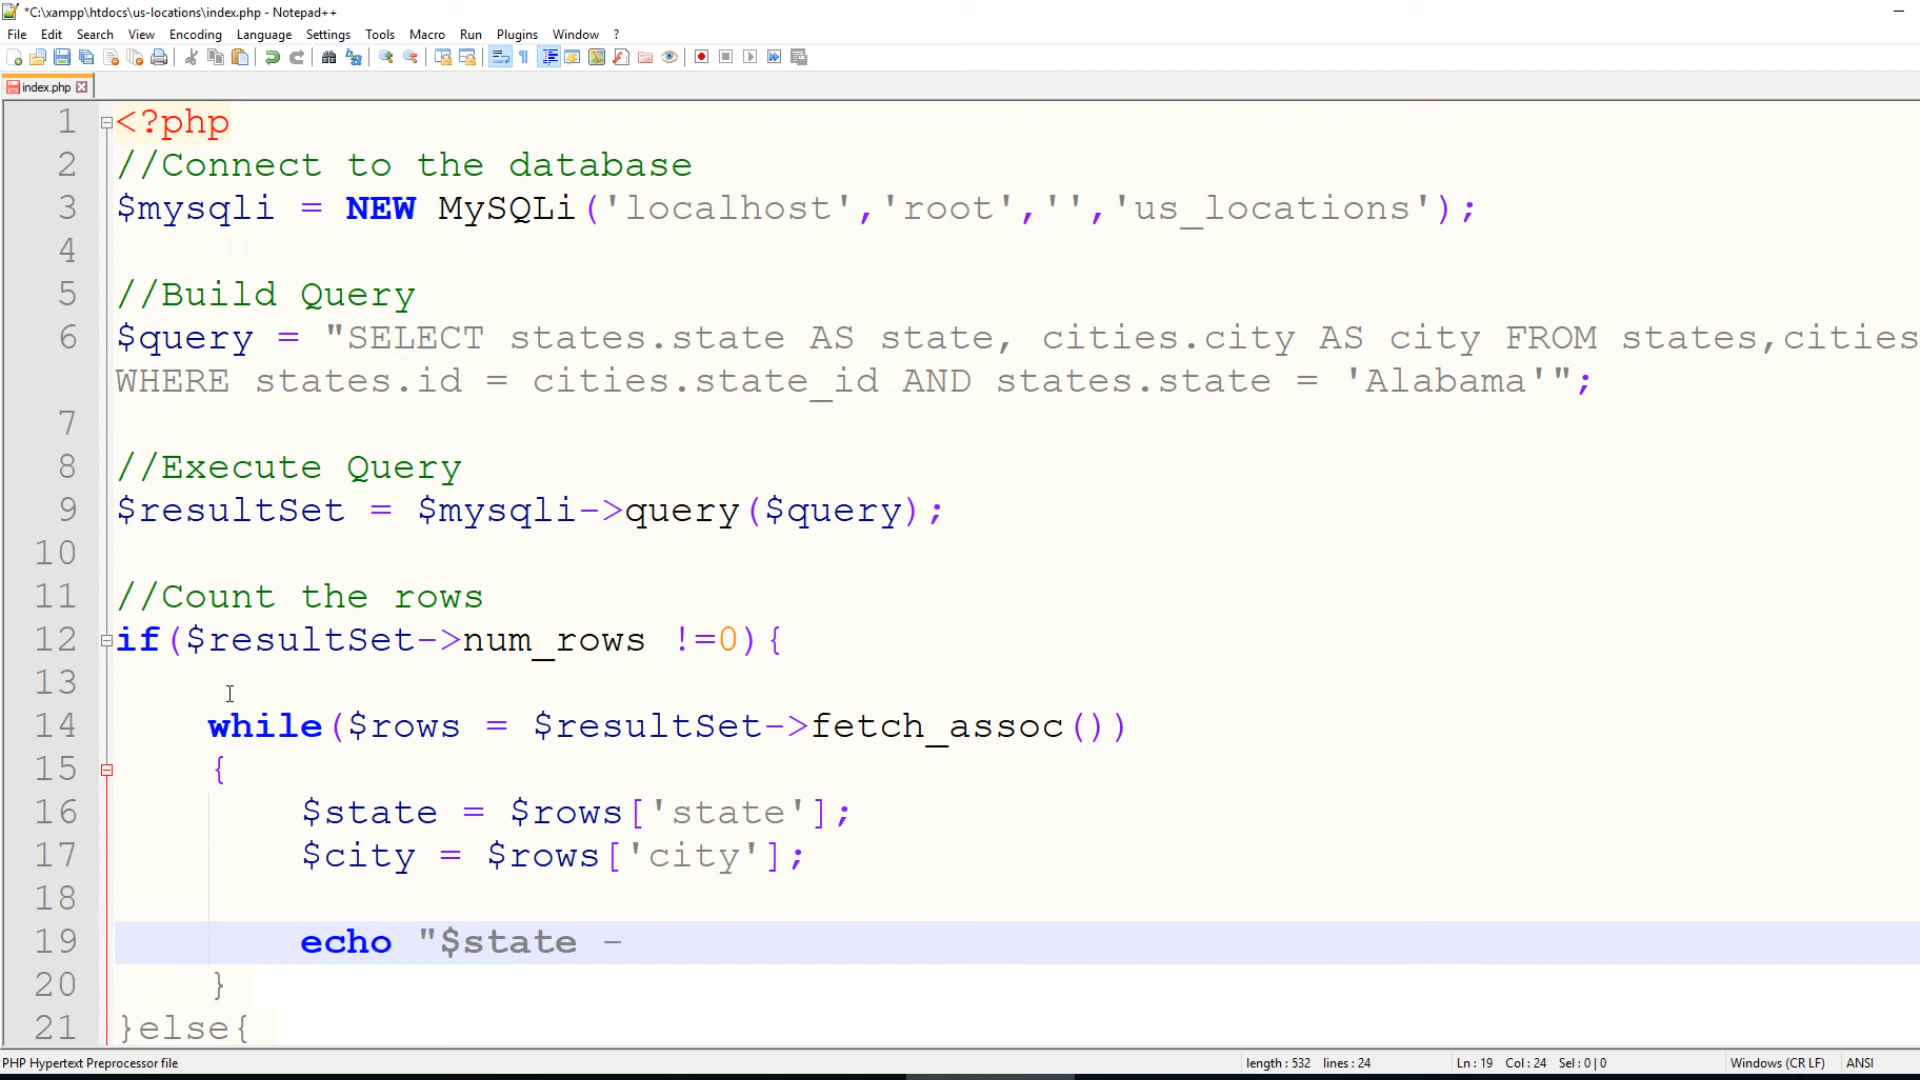 *C:\xampp\htdocs\us-locations\index.php - Notepad++
File Edit Search View Encoding Language Settings Tools Macro Run Plugins Window ?
index.php
1 <?php
2 //Connect to the database
3 $mysqli = NEW MySQLi('localhost','root','','us_locations');
4
5 //Build Query
6 $query = "SELECT states.state AS state, cities.city AS city FROM states,cities
WHERE states.id = cities.state_id AND states.state = 'Alabama'";
7
8 //Execute Query
9 $resultSet = $mysqli->query($query);
10
11 //Count the rows
12 if($resultSet->num_rows !=0){
13
14 while($rows = $resultSet->fetch_assoc())
15 {
16 $state = $rows['state'];
17 $city = $rows['city'];
18
19 echo "$state -
20 }
21 }else{
PHP Hypertext Preprocessor file length : 532 lines : 24 Ln : 19 Col : 24 Sel : 0 | 0 Windows (CR LF) ANSI